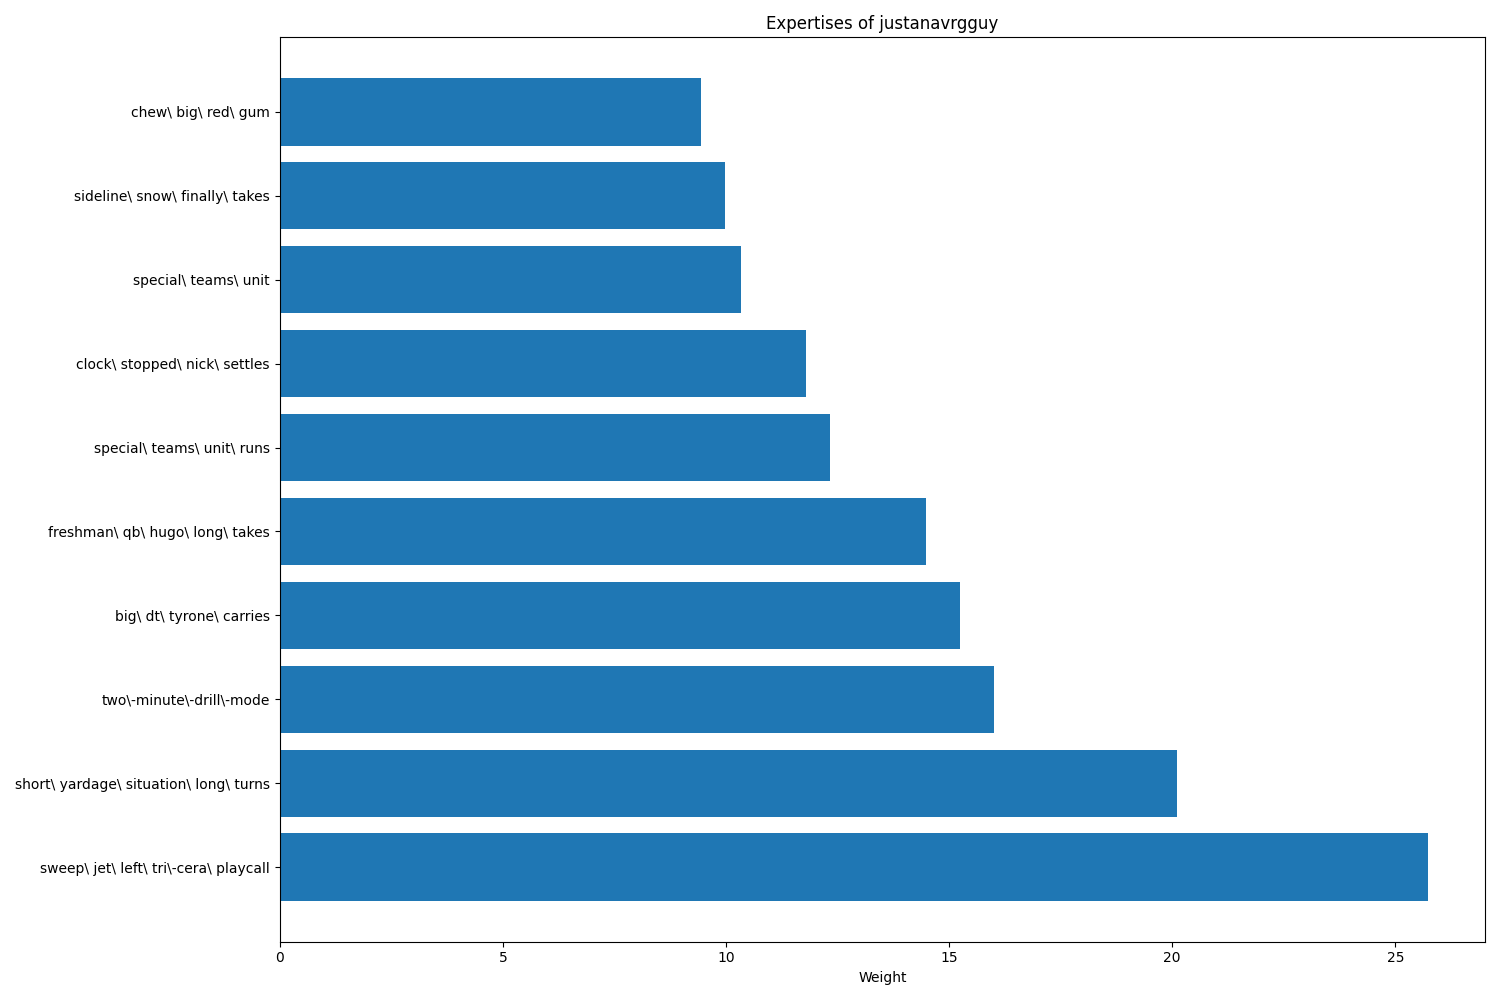 Expertises of justanavrgguy
chew\ big\ red\ gum
sideline\ snow\ finally\ takes
special\ teams\ unit
clock\ stopped\ nick\ settles
special\ teams\ unit\ runs
freshman\ qb\ hugo\ long\ takes
big\ dt\ tyrone\ carries
two\-minute\-drill\-mode
short\ yardage\ situation\ long\ turns
sweep\ jet\ left\ tri\-cera\ playcall
0 5 10 15 20 25
Weight